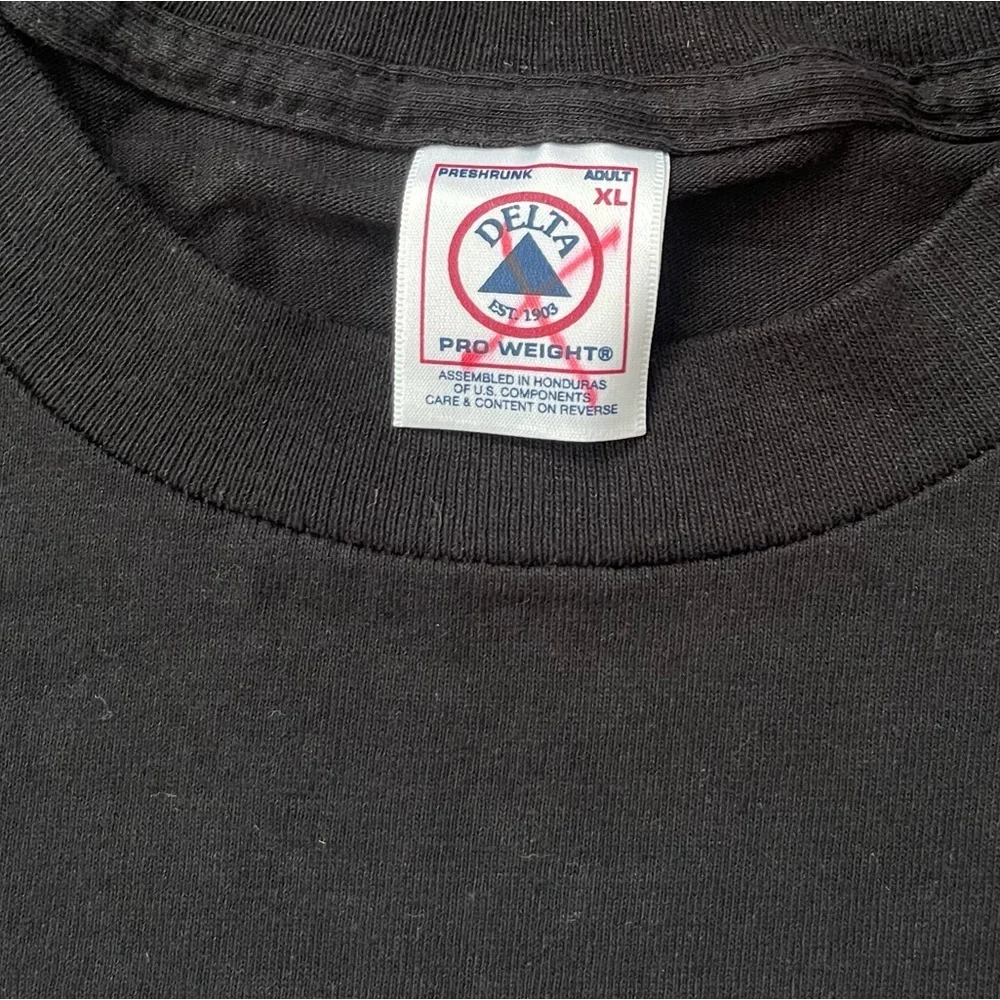 PRESHRUNK ADULT
XL
DELTA
EST. 1903
PRO WEIGHT®
ASSEMBLED IN HONDURAS
OF U.S. COMPONENTS
CARE & CONTENT ON REVERSE